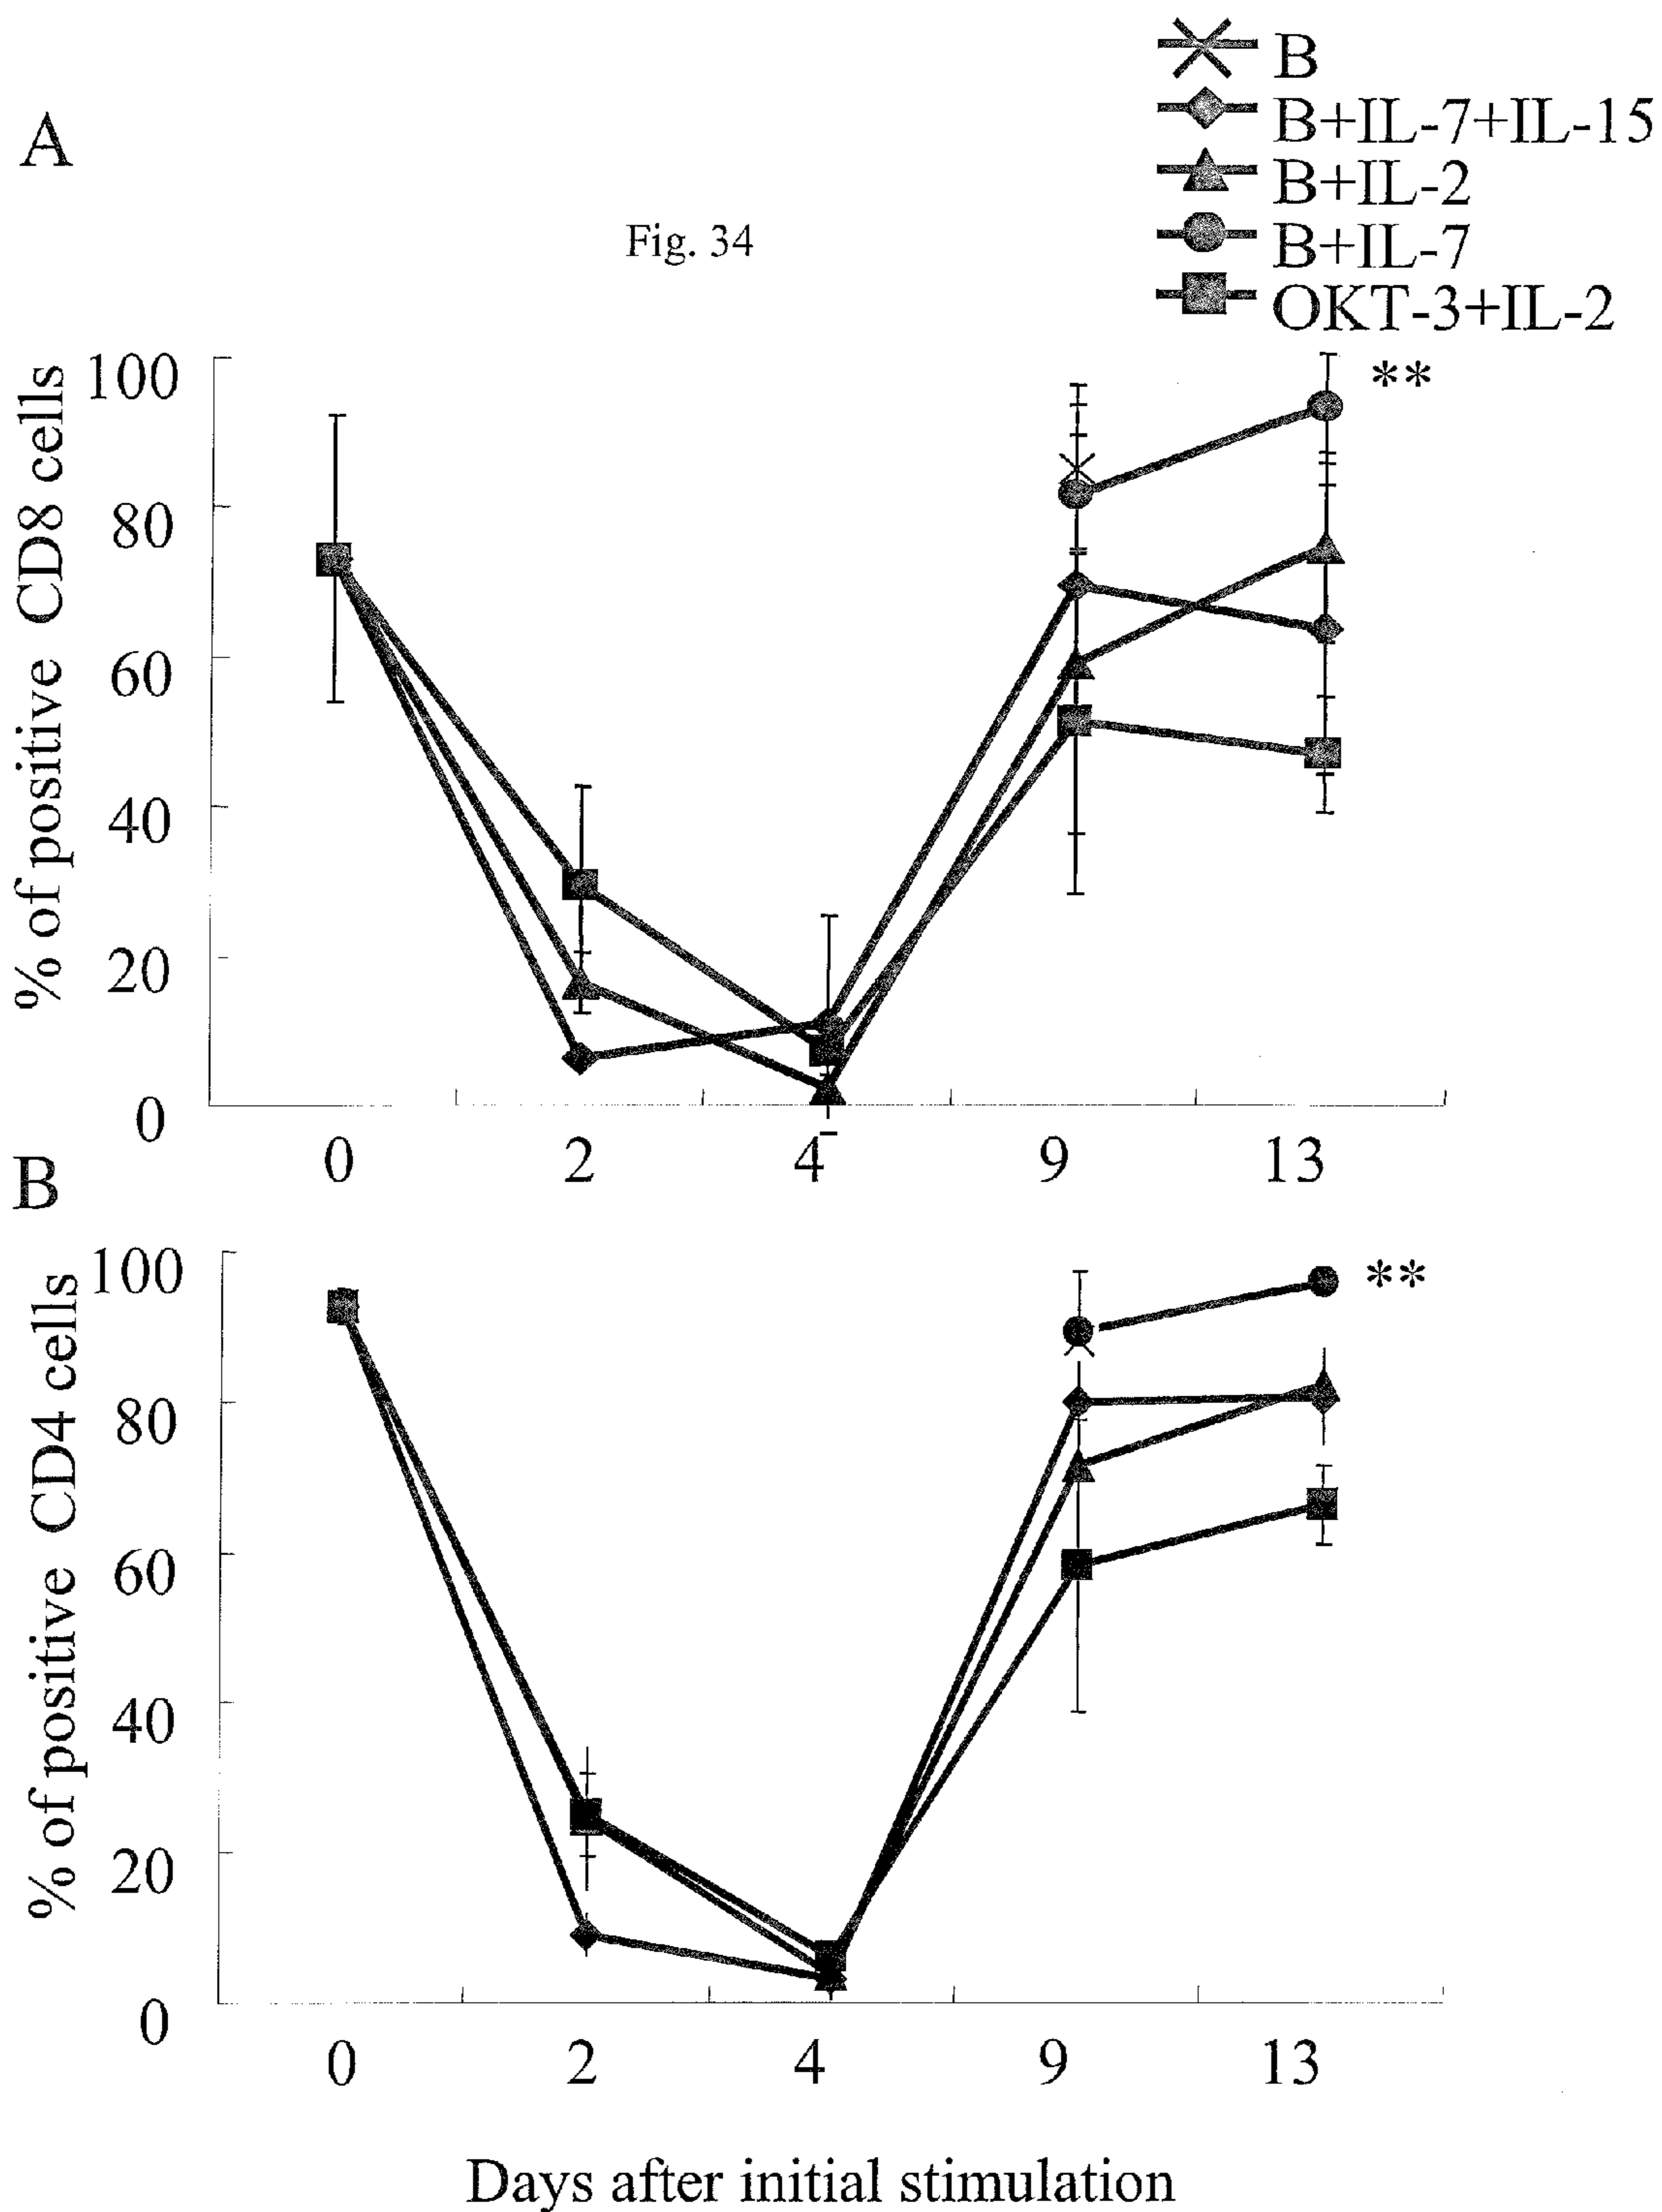 B
B+IL-7+IL-15
A
B+IL-2
Fig. 34
B+IL-7
OKT-3+IL-2
% of positive CD8 cells
100
80
60
40
20
0
**
0 2 4 9 13
B
% of positive CD4 cells
100
80
60
40
20
0
**
0 2 4 9 13
Days after initial stimulation